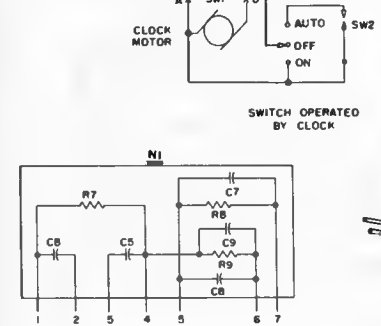 SW1
CLOCK
MOTOR
AUTO
OFF
ON
SW2
SWITCH OPERATED
BY CLOCK
N1
R7
C7
R8
C6
C5
C9
R9
C8
1 2 3 4 5 6 7